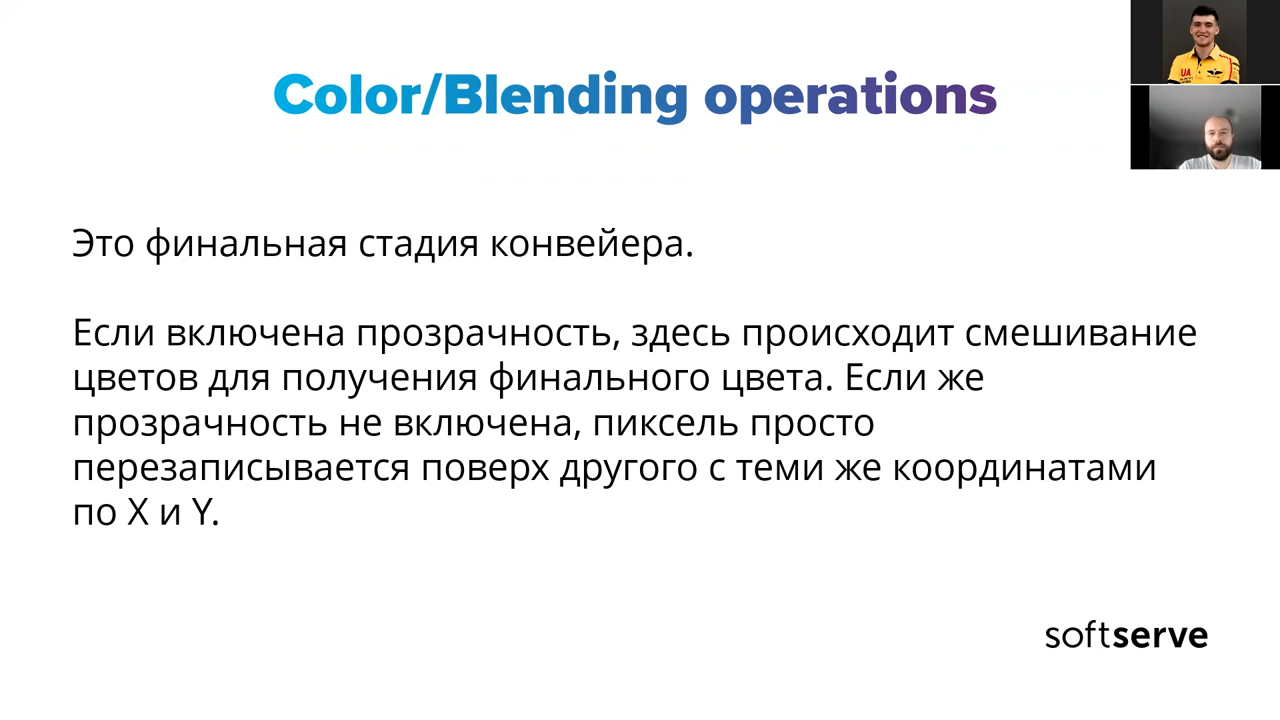 Color/Blending operations
Это финальная стадия конвейера.
Если включена прозрачность, здесь происходит смешивание
цветов для получения финального цвета. Если же
прозрачность не включена, пиксель просто
перезаписывается поверх другого с теми же координатами
по X и Y.
softserve
UA